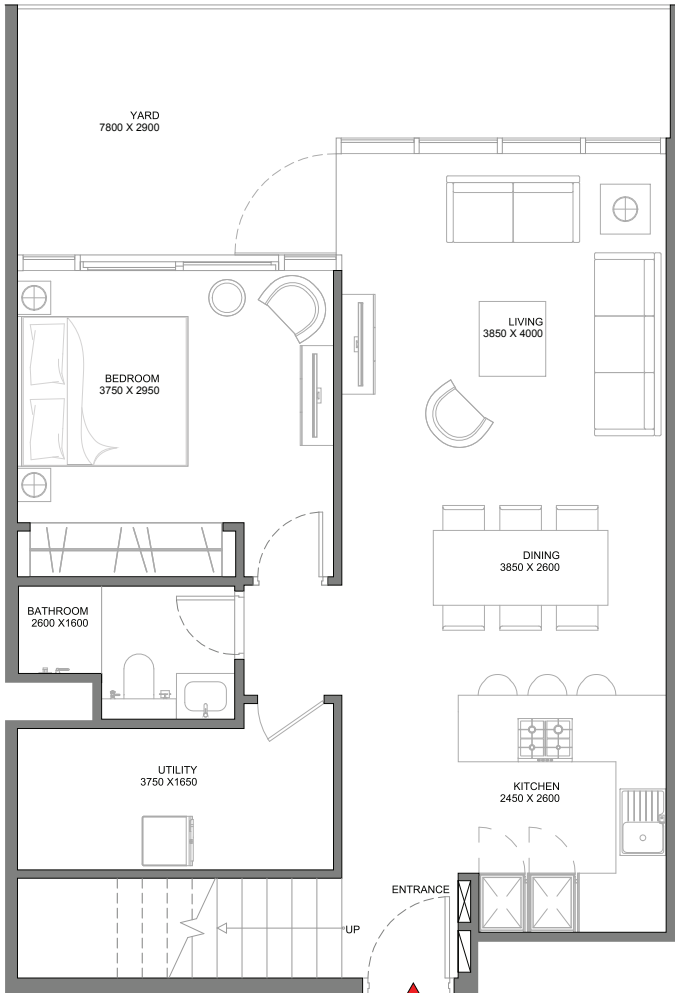 YARD
7800 X 2900
LIVING
3850 X 4000
BEDROOM
3750 X 2950
DINING
3850 X 2600
BATHROOM
2600 X1600
UTILITY
3750 X1650
KITCHEN
2450 X 2600
ENTRANCE
UP